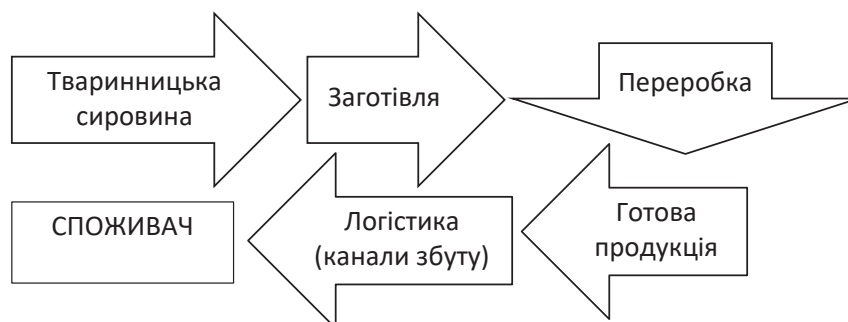 Тваринницька
сировина
Заготівля
Переробка
Готова
продукція
Логістика
(канали збуту)
СПОЖИВАЧ